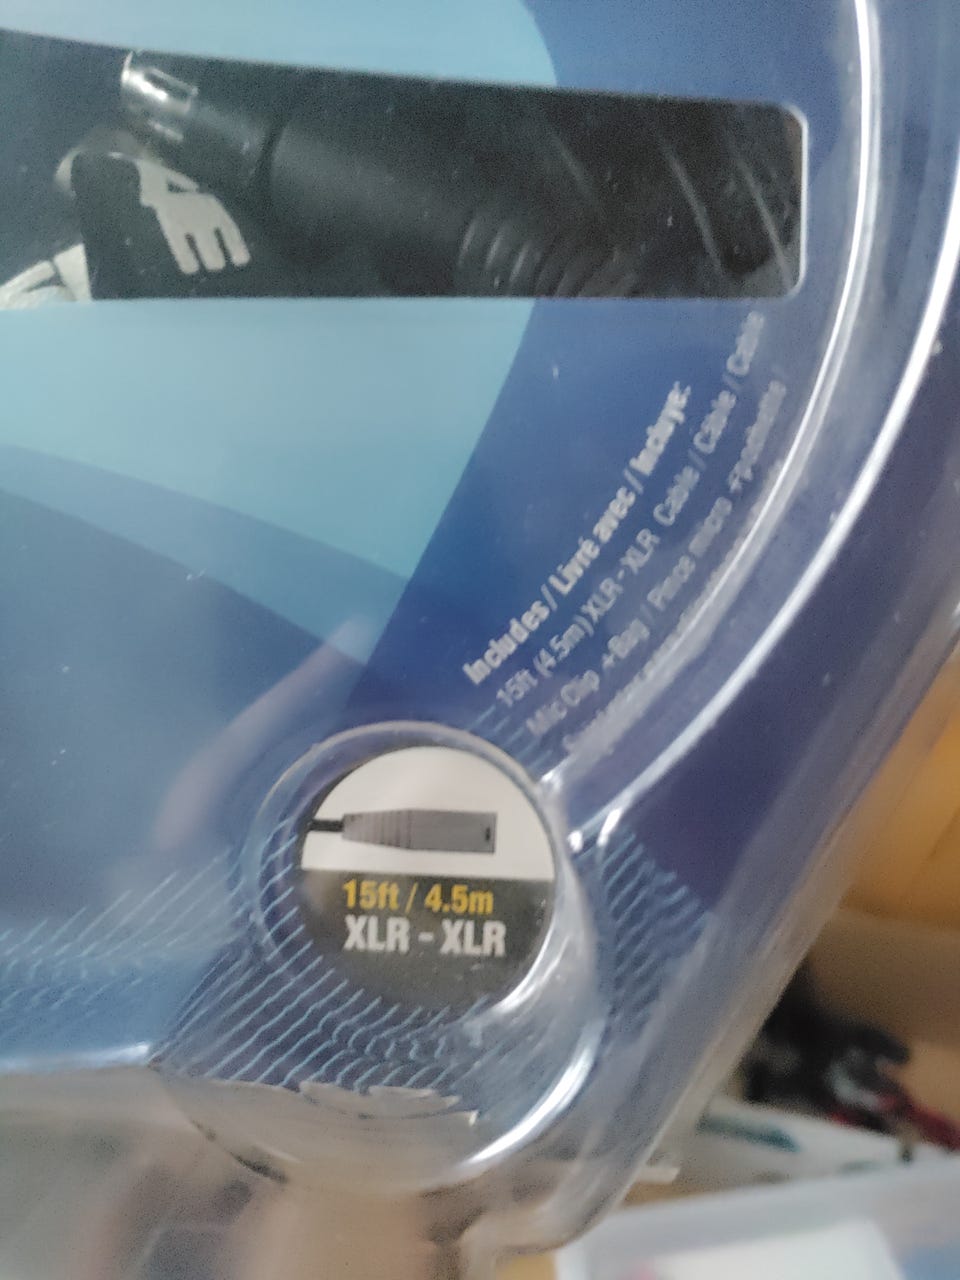 Includes / Livré avec / Incluye:
15ft (4.5m) XLR - XLR Cable / Cable / Cable
Mic Clip + Bag / Pince micro + pochette /
15ft / 4.5m
XLR - XLR